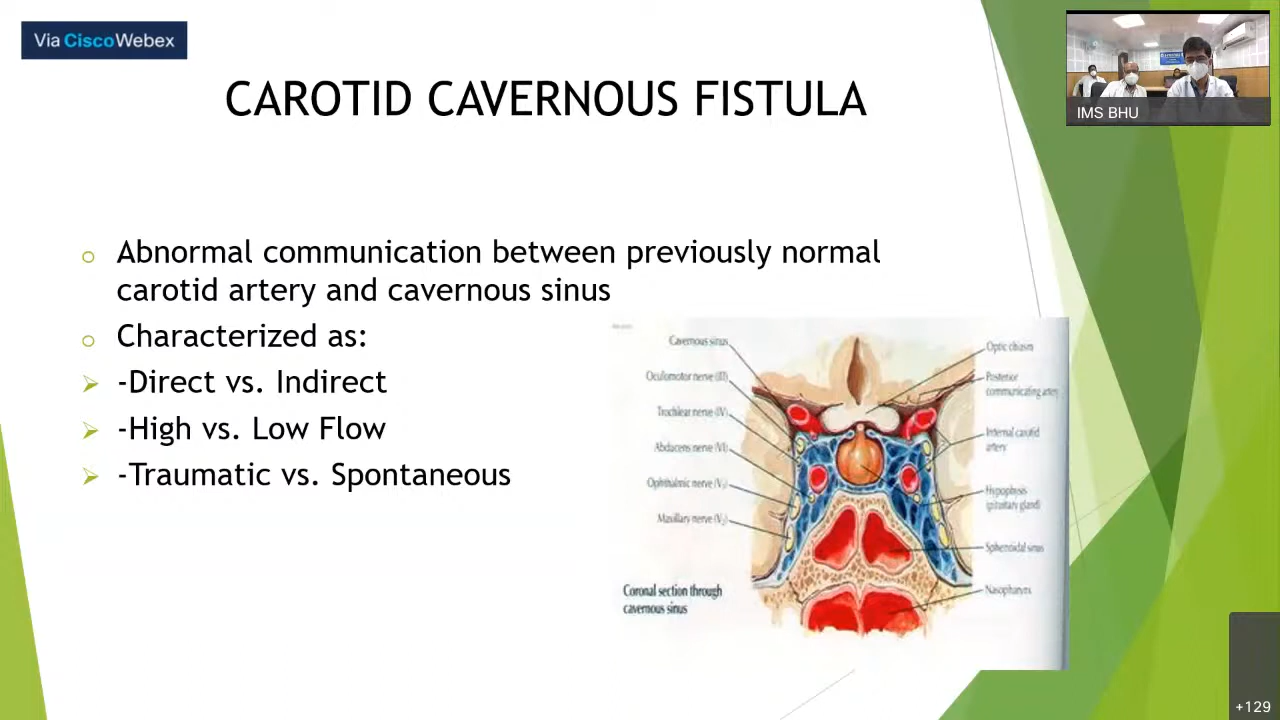 Via CiscoWebex
IMS BHU
CAROTID CAVERNOUS FISTULA
Abnormal communication between previously normal
carotid artery and cavernous sinus
Characterized as:
-Direct vs. Indirect
-High vs. Low Flow
-Traumatic vs. Spontaneous
Cavernous sinus
Oculomotor nerve (III)
Trochlear nerve (IV)
Abducens nerve (VI)
Ophthalmic nerve (V₁)
Maxillary nerve (V₂)
Coronal section through
cavernous sinus
Optic chiasm
Posterior
communicating artery
Internal carotid
artery
Hypophysis
(pituitary gland)
Sphenoidal sinus
Nasopharynx
+129